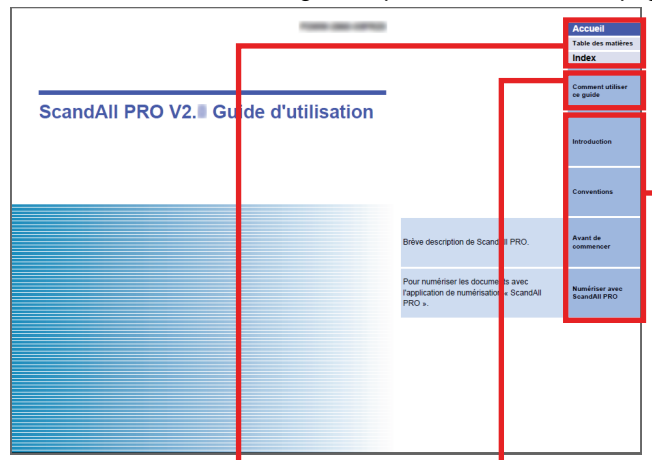 Accueil
Table des matières
Index
Comment utiliser
ce guide
ScandAll PRO V2. Guide d'utilisation
Introduction
Conventions
Brève description de ScandAll PRO.
Avant de
commencer
Pour numériser les documents avec
l'application de numérisation « ScandAll
PRO ».
Numériser avec
ScandAll PRO